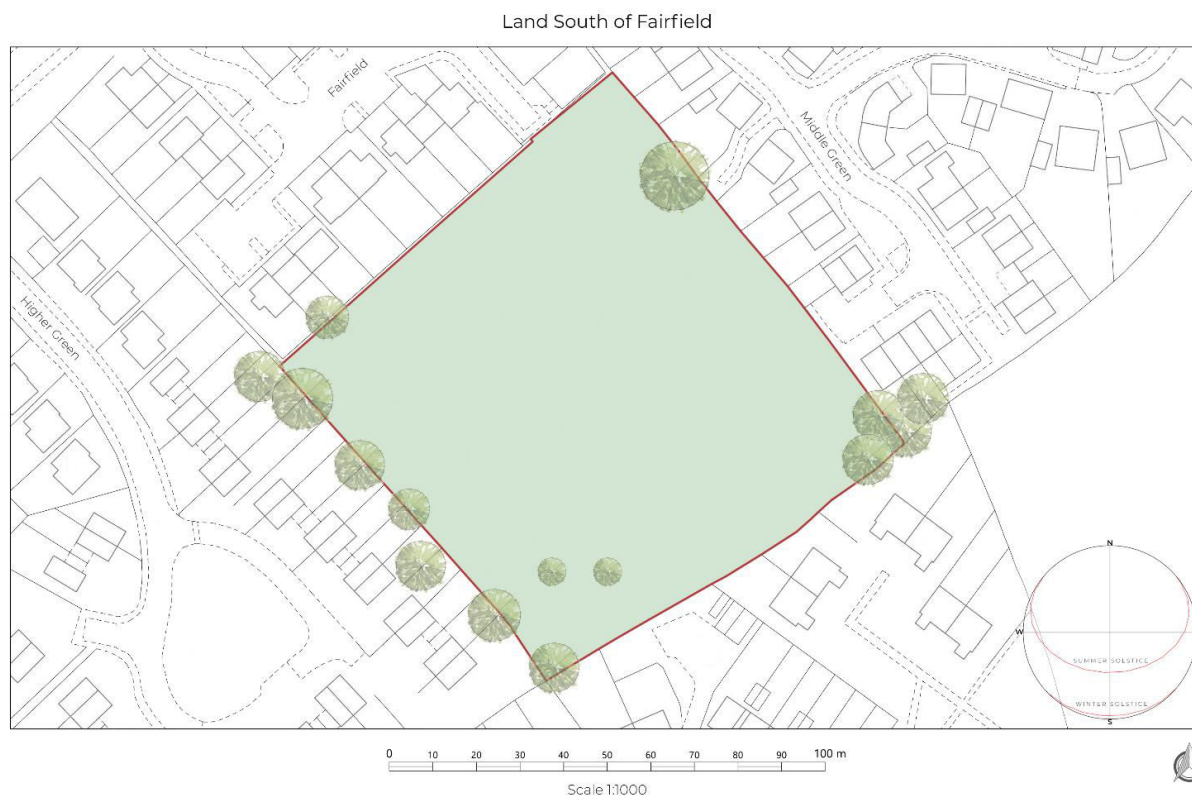 Land South of Fairfield
Fairfield
Middle Green
Higher Green
N
W
SUMMER SOLSTICE
WINTER SOLSTICE
S
0 10 20 30 40 50 60 70 80 90 100 m
Scale 1:1000